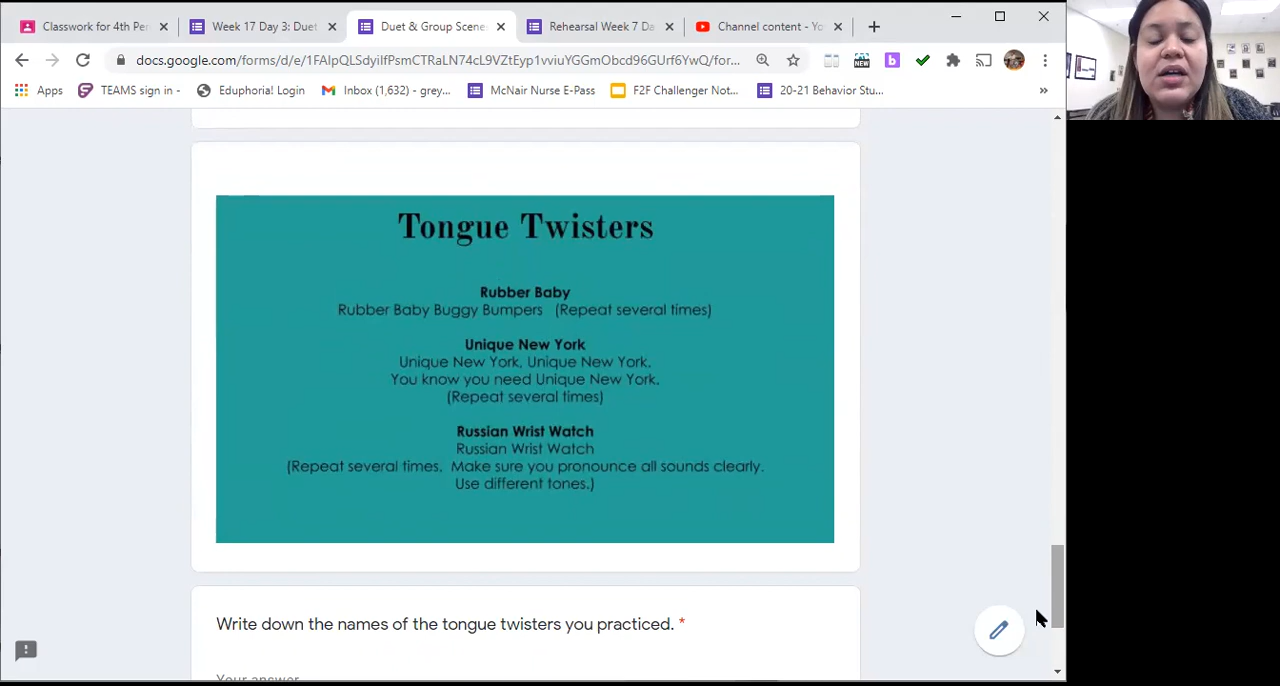 Classwork for 4th Per
Week 17 Day 3: Duet
Duet & Group Scene
Rehearsal Week 7 Da
Channel content - Yo
docs.google.com/forms/d/e/1FAIpQLSdyiIfPsmCTRaLN74cL9VZtEyp1vviuYGGmObcd96GUrf6YwQ/for...
NEW
b
Apps
TEAMS sign in -
Eduphoria! Login
Inbox (1,632) - grey...
McNair Nurse E-Pass
F2F Challenger Not...
20-21 Behavior Stu...
»
Tongue Twisters
Rubber Baby
Rubber Baby Buggy Bumpers (Repeat several times)
Unique New York
Unique New York, Unique New York.
You know you need Unique New York.
(Repeat several times)
Russian Wrist Watch
Russian Wrist Watch
(Repeat several times. Make sure you pronounce all sounds clearly.
Use different tones.)
Write down the names of the tongue twisters you practiced. *
Your answer